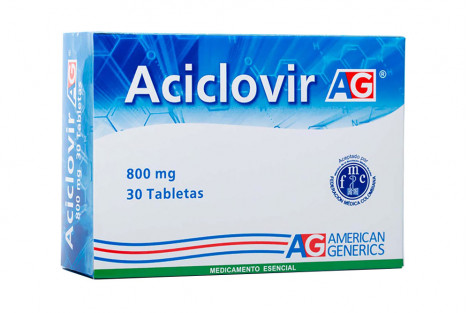 Aciclovir AG®
800 mg
30 Tabletas
Aceptado por
fmc
FEDERACIÓN MÉDICA COLOMBIANA
AG AMERICAN
GENERICS
MEDICAMENTO ESENCIAL
Aciclovir AG
800 mg 30 Tabletas